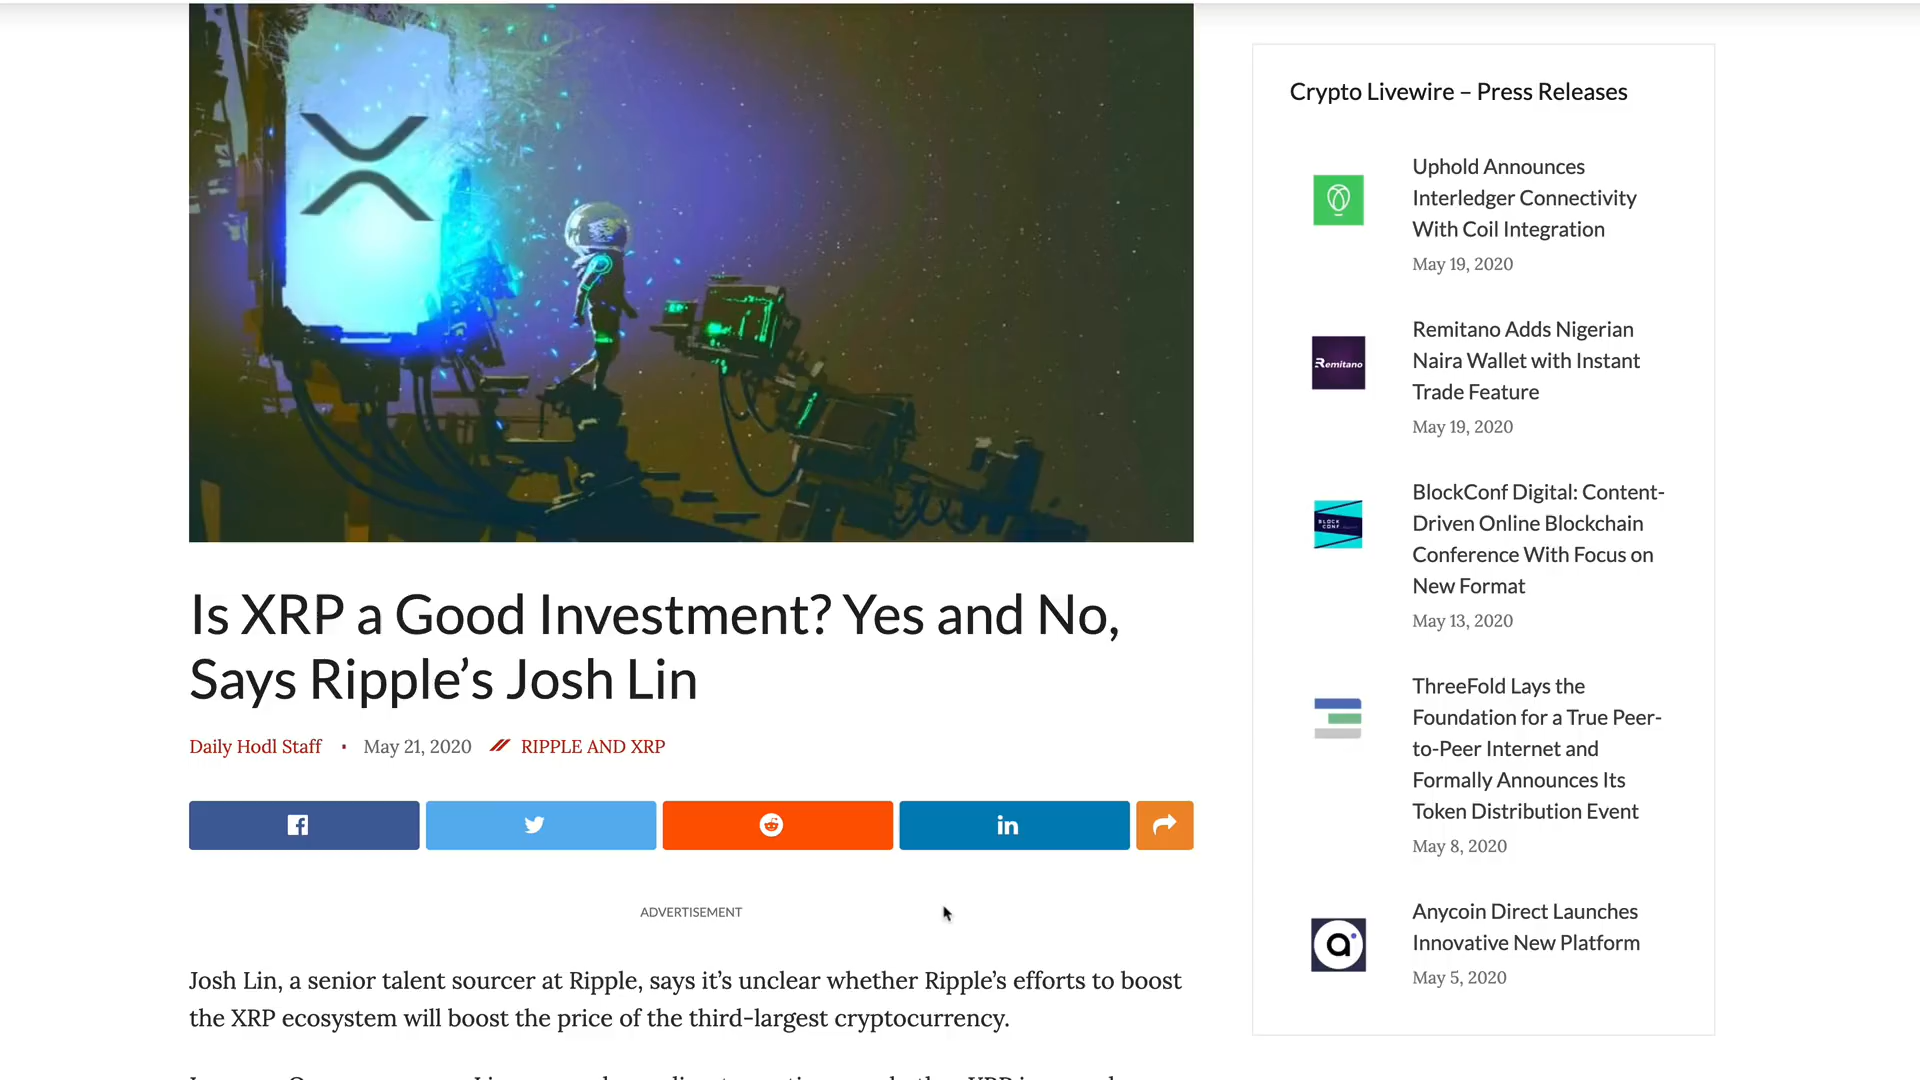 Is XRP a Good Investment? Yes and No,
Says Ripple’s Josh Lin
Daily Hodl Staff • May 21, 2020 RIPPLE AND XRP
ADVERTISEMENT
Josh Lin, a senior talent sourcer at Ripple, says it’s unclear whether Ripple’s efforts to boost
the XRP ecosystem will boost the price of the third-largest cryptocurrency.
Crypto Livewire – Press Releases
Uphold Announces
Interledger Connectivity
With Coil Integration
May 19, 2020
Remitano
Remitano Adds Nigerian
Naira Wallet with Instant
Trade Feature
May 19, 2020
BLOCK
CONF
BlockConf Digital: Content-
Driven Online Blockchain
Conference With Focus on
New Format
May 13, 2020
ThreeFold Lays the
Foundation for a True Peer-
to-Peer Internet and
Formally Announces Its
Token Distribution Event
May 8, 2020
a
Anycoin Direct Launches
Innovative New Platform
May 5, 2020